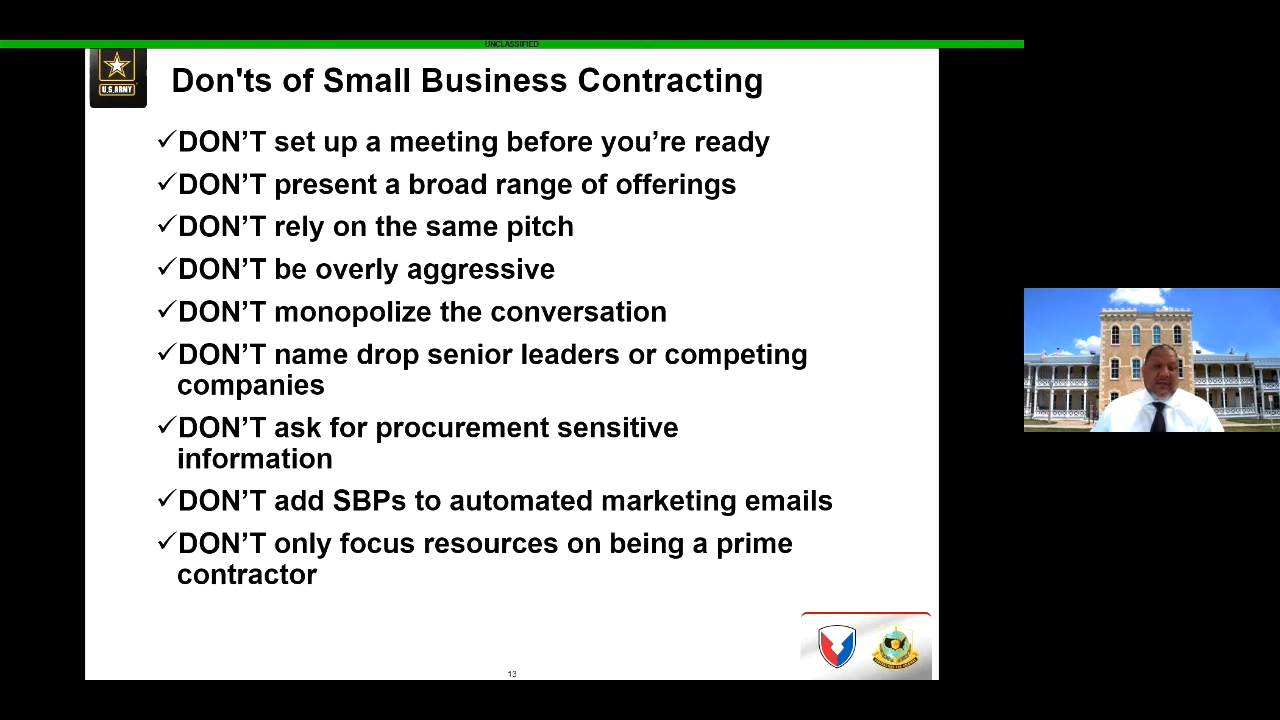 UNCLASSIFIED
U.S.ARMY
Don'ts of Small Business Contracting
✓DON’T set up a meeting before you’re ready
✓DON’T present a broad range of offerings
✓DON’T rely on the same pitch
✓DON’T be overly aggressive
✓DON’T monopolize the conversation
✓DON’T name drop senior leaders or competing
companies
✓DON’T ask for procurement sensitive
information
✓DON’T add SBPs to automated marketing emails
✓DON’T only focus resources on being a prime
contractor
13